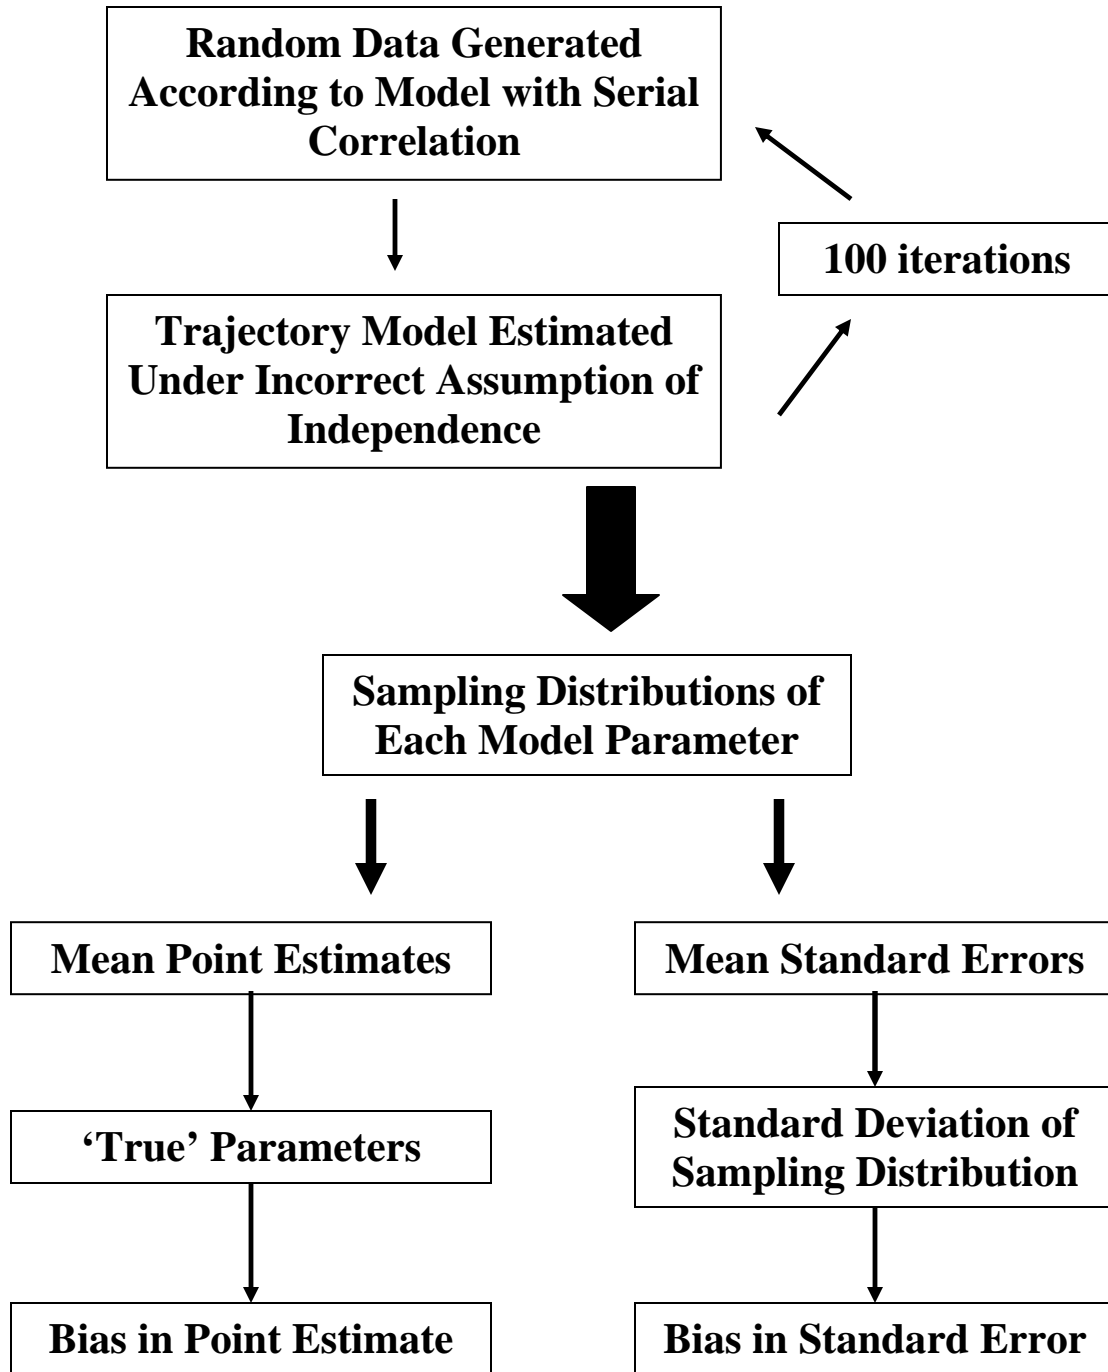 Random Data Generated
According to Model with Serial
Correlation
100 iterations
Trajectory Model Estimated
Under Incorrect Assumption of
Independence
Sampling Distributions of
Each Model Parameter
Mean Point Estimates
Mean Standard Errors
‘True’ Parameters
Standard Deviation of
Sampling Distribution
Bias in Point Estimate
Bias in Standard Error